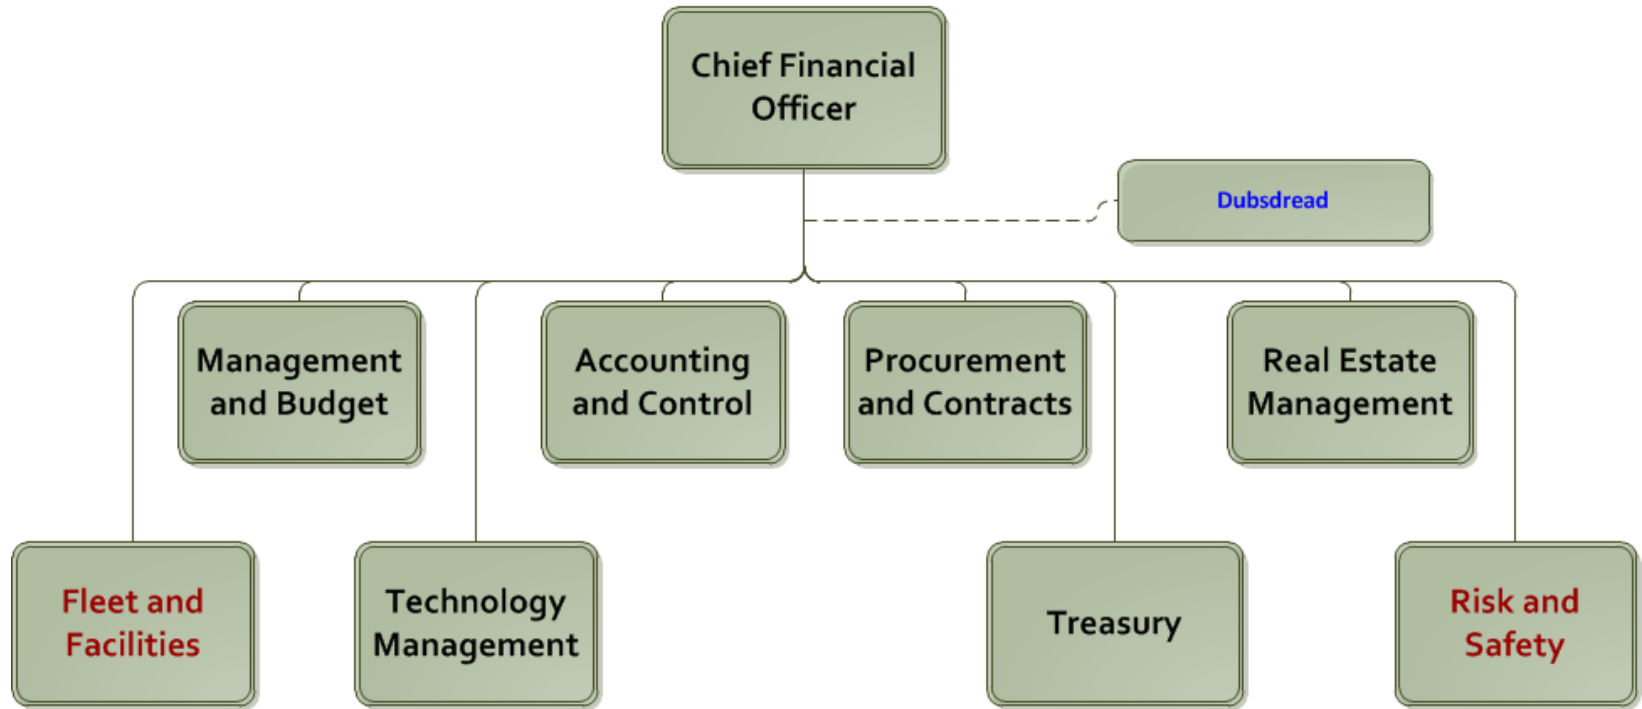 Chief Financial
Officer
Dubsdread
Management
and Budget
Accounting
and Control
Procurement
and Contracts
Real Estate
Management
Fleet and
Facilities
Technology
Management
Treasury
Risk and
Safety